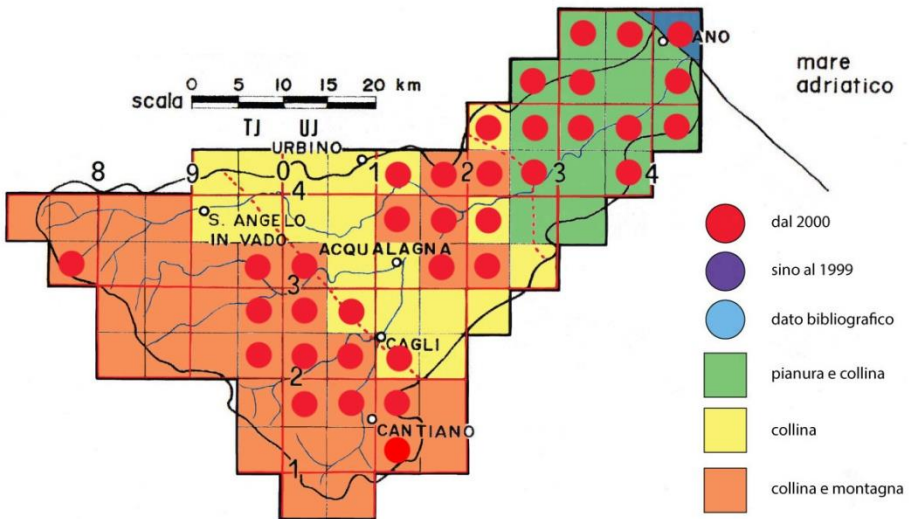 ANO
mare
adriatico
0 5 10 15 20 km
scala
TJ UJ
URBINO
8 9 0 1 2 3 4
4
S. ANGELO
IN VADO
ACQUALAGNA
3
CAGLI
2
CANTIANO
1
dal 2000
sino al 1999
dato bibliografico
pianura e collina
collina
collina e montagna